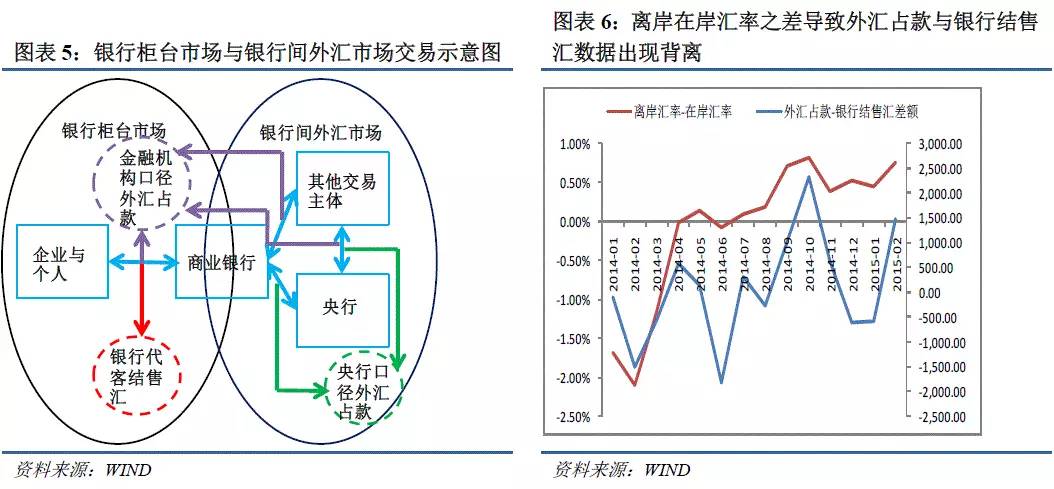 图表 5：银行柜台市场与银行间外汇市场交易示意图
银行柜台市场
银行间外汇市场
金融机
构口径
外汇占
款
其他交易
主体
企业与
个人
商业银行
央行
银行代
客结售
汇
央行口
径外汇
占款
资料来源：WIND
图表 6：离岸在岸汇率之差导致外汇占款与银行结售
汇数据出现背离
离岸汇率-在岸汇率
外汇占款-银行结售汇差额
1.00%
0.50%
0.00%
-0.50%
-1.00%
-1.50%
-2.00%
-2.50%
3,000.00
2,500.00
2,000.00
1,500.00
1,000.00
500.00
0.00
-500.00
-1,000.00
-1,500.00
-2,000.00
-2,500.00
2014-01
2014-02
2014-03
2014-04
2014-05
2014-06
2014-07
2014-08
2014-09
2014-10
2014-11
2014-12
2015-01
2015-02
资料来源：WIND